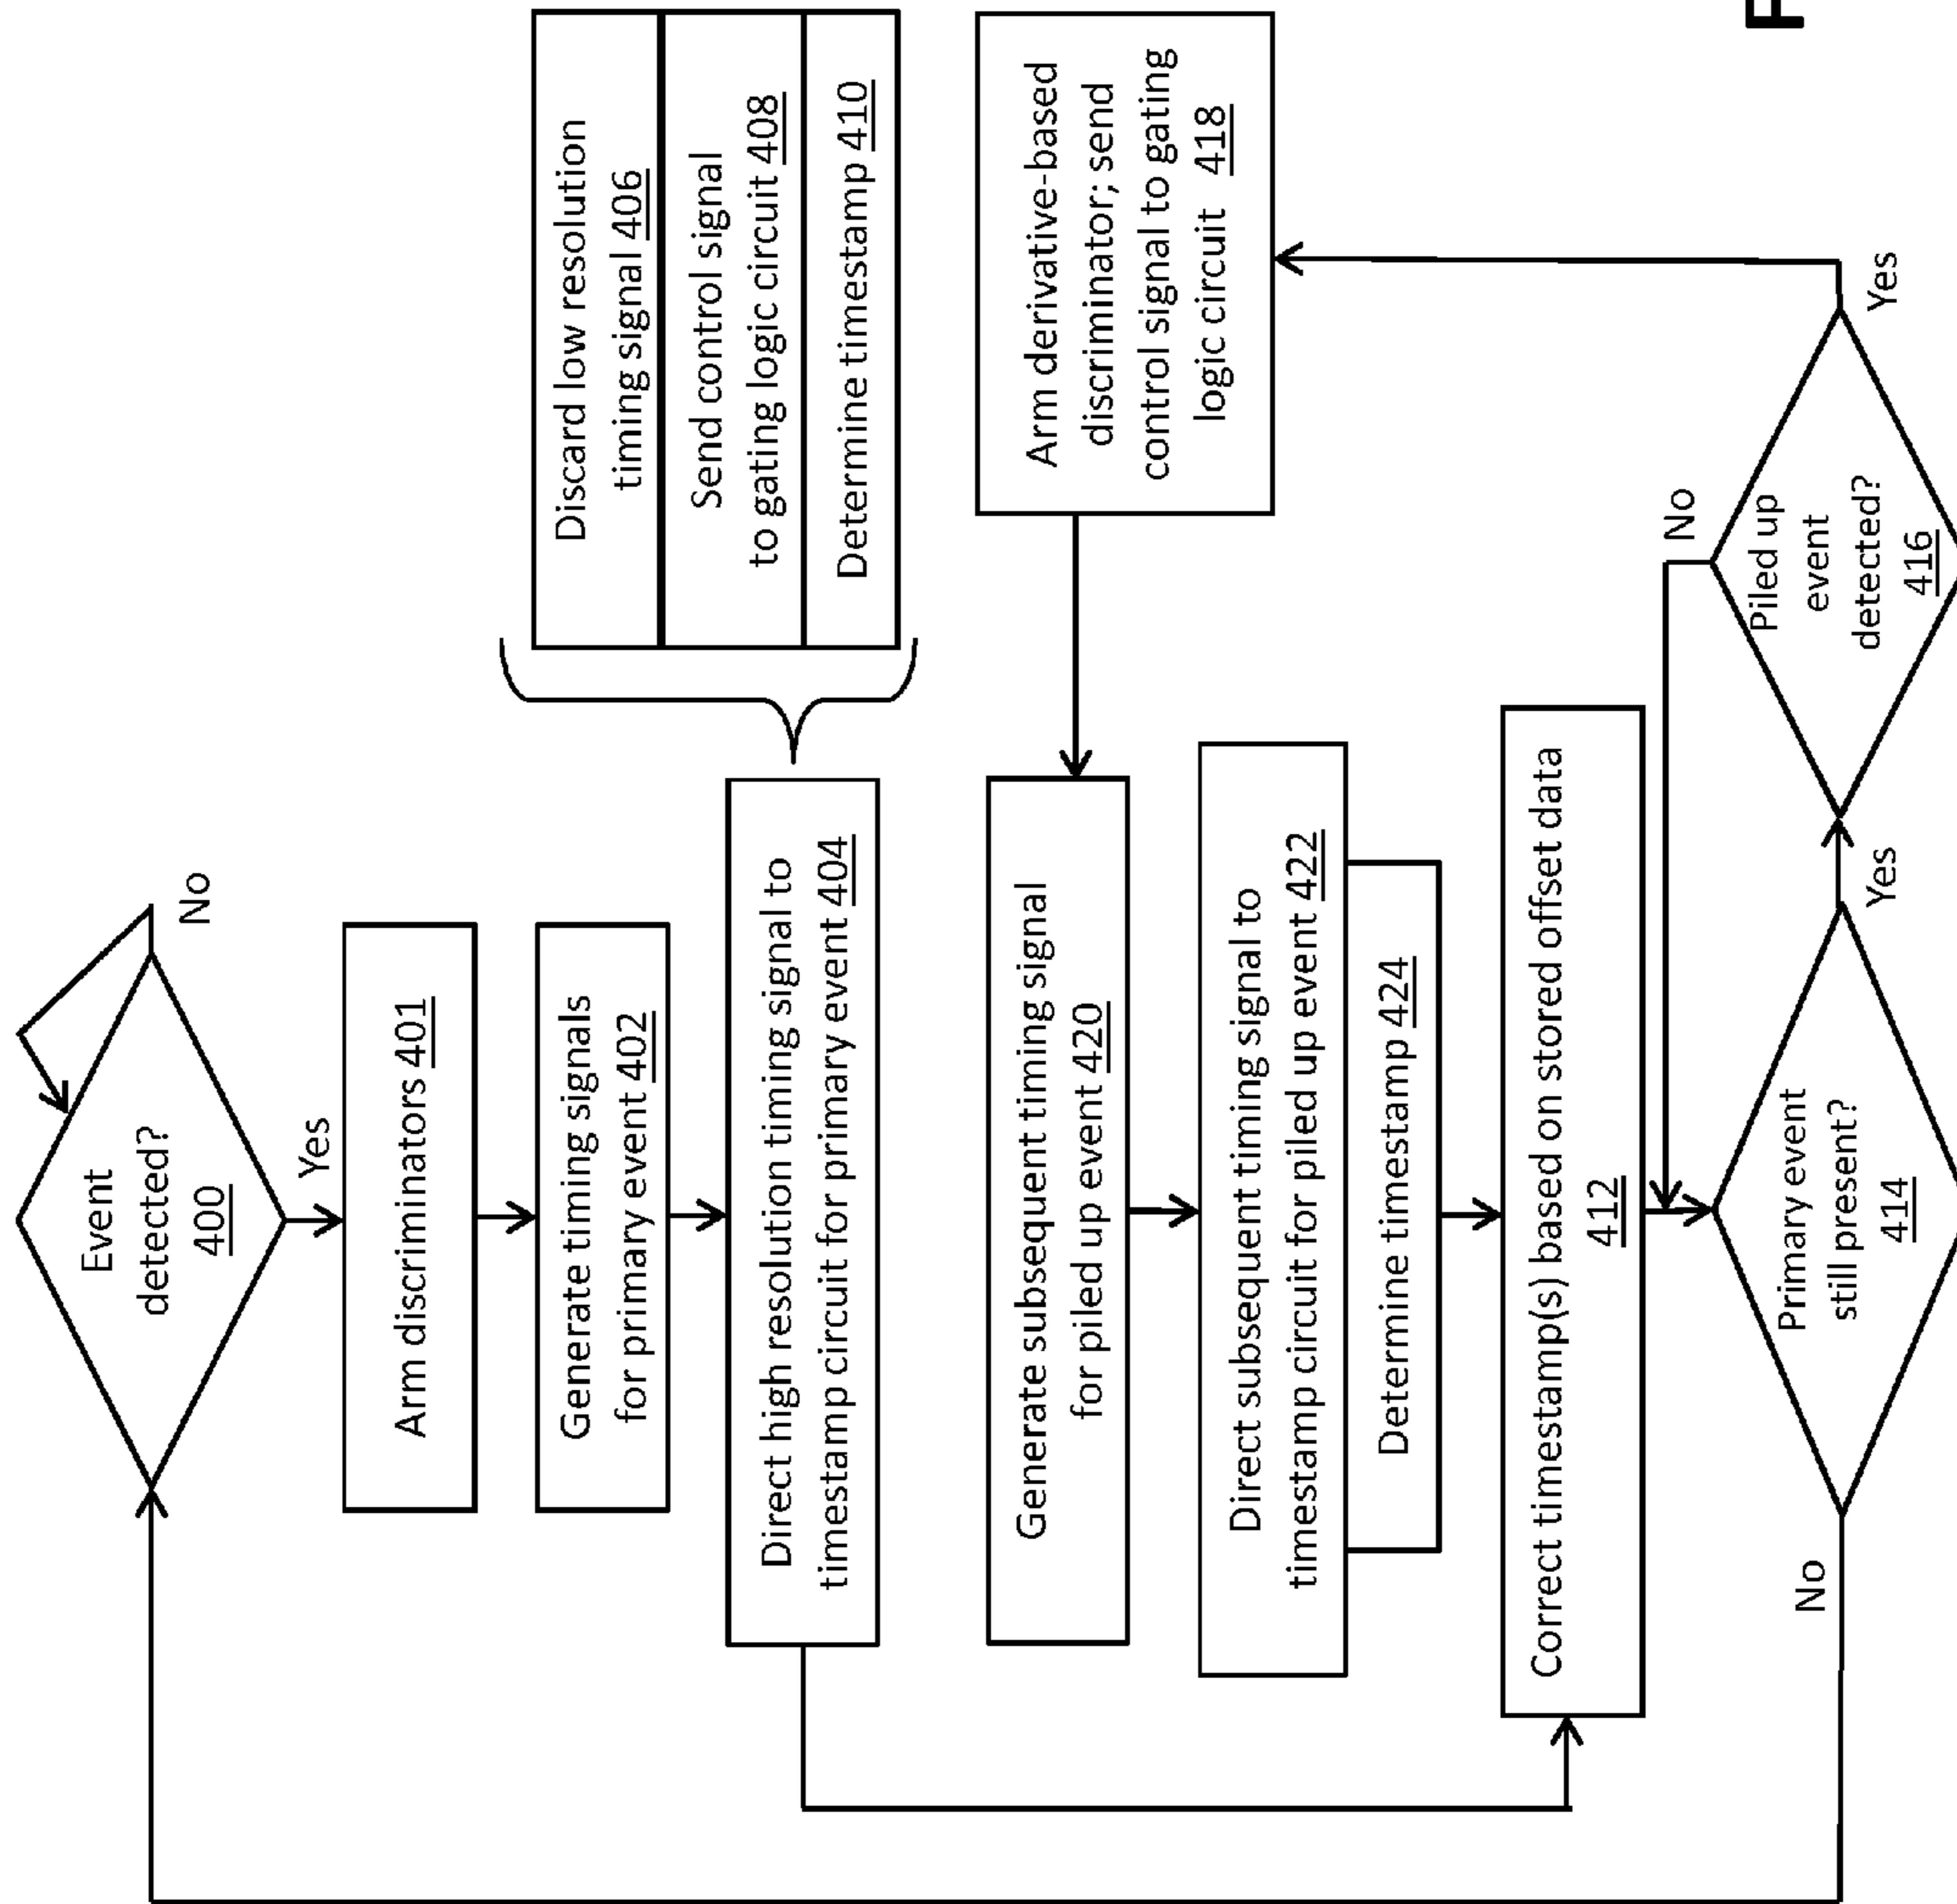 Event
detected?
400
No
Yes
Arm discriminators 401
Generate timing signals
for primary event 402
Direct high resolution timing signal to
timestamp circuit for primary event 404
Discard low resolution
timing signal 406
Send control signal
to gating logic circuit 408
Determine timestamp 410
Arm derivative-based
discriminator; send
control signal to gating
logic circuit 418
Generate subsequent timing signal
for piled up event 420
Direct subsequent timing signal to
timestamp circuit for piled up event 422
Determine timestamp 424
Correct timestamp(s) based on stored offset data
412
No
Primary event
still present?
414
Yes
No
Piled up
event
detected?
416
Yes